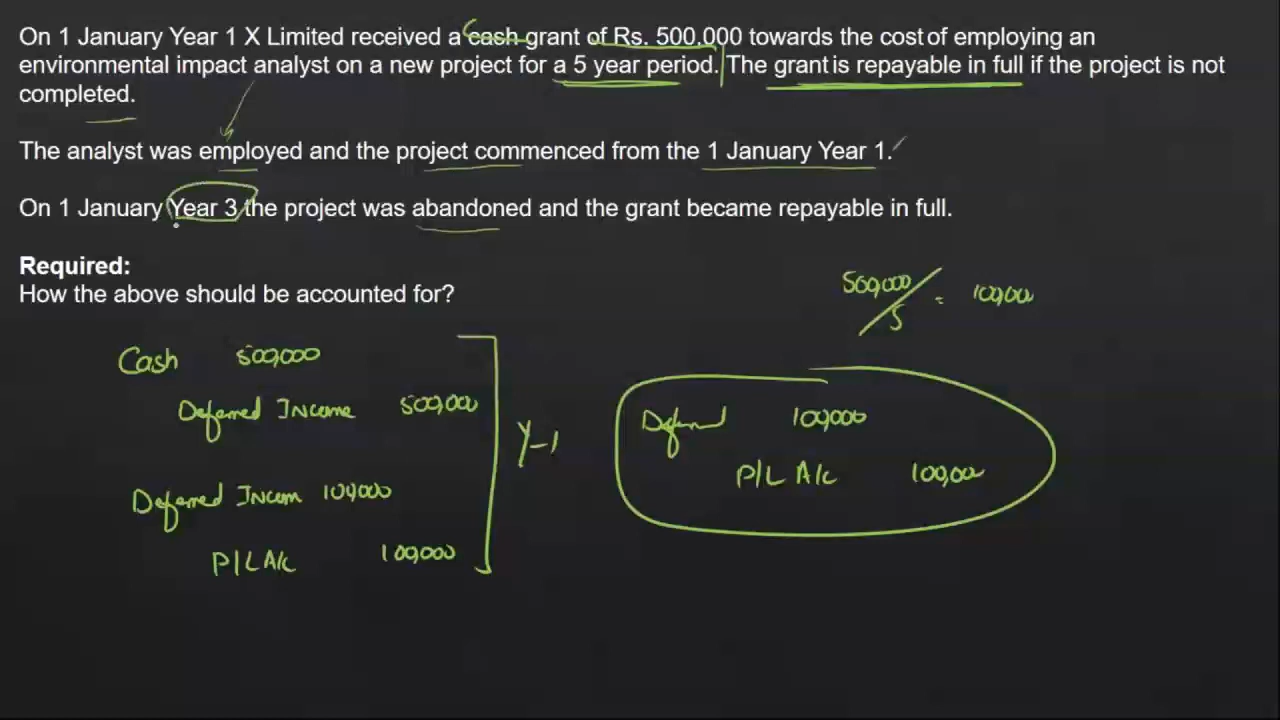 On 1 January Year 1 X Limited received a cash grant of Rs. 500,000 towards the cost of employing an
environmental impact analyst on a new project for a 5 year period. The grant is repayable in full if the project is not
completed.
The analyst was employed and the project commenced from the 1 January Year 1.
On 1 January Year 3 the project was abandoned and the grant became repayable in full.
Required:
How the above should be accounted for?
500,000
/ 5 = 100,00
Cash 500,000
Deferred Income 500,000
Y-1
Deferred Incom 100,000
P/L A/c 100,000
Deferred 100,000
P/L A/c 100,00